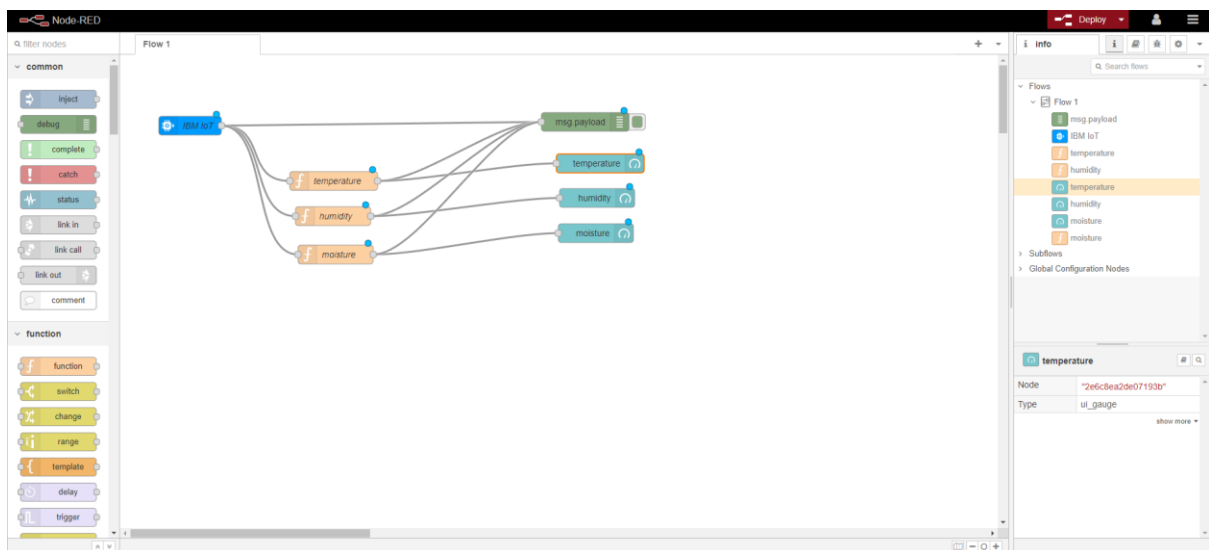 Node-RED
Deploy
filter nodes
common
inject
debug
complete
catch
status
link in
link call
link out
comment
function
function
switch
change
range
template
delay
trigger
Flow 1
IBM IoT
temperature
humidity
moisture
msg.payload
temperature
humidity
moisture
info
Search flows
Flows
Flow 1
msg.payload
IBM IoT
temperature
humidity
temperature
humidity
moisture
moisture
Subflows
Global Configuration Nodes
temperature
Node "2e6c8ea2de07193b"
Type ui_gauge
show more